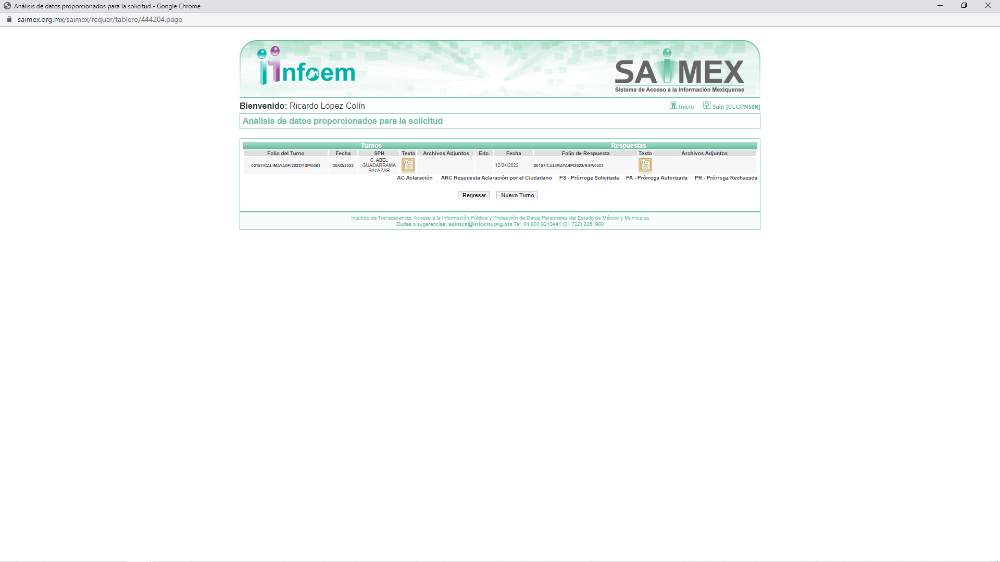 Análisis de datos proporcionados para la solicitud - Google Chrome
saimex.org.mx/saimex/requer/tablero/444204.page
infoem
SAIMEX
Sistema de Acceso a la Información Mexiquense
Bienvenido: Ricardo López Colín
Inicio Salir [CLGPN58N]
Análisis de datos proporcionados para la solicitud
Turnos Respuestas
Folio del Turno Fecha SPH Texto Archivos Adjuntos Edo. Fecha Folio de Respuesta Texto Archivos Adjuntos
00157/CALIMAYA/IP/2022/TSP/0001 30/03/2022 C. ABEL GUADARRAMA SALAZAR 12/04/2022 00157/CALIMAYA/IP/2022/RSP/0001
AC Aclaración ARC Respuesta Aclaración por el Ciudadano PS - Prórroga Solicitada PA - Prórroga Autorizada PR - Prórroga Rechazada
Regresar Nuevo Turno
Instituto de Transparencia, Acceso a la Información Pública y Protección de Datos Personales del Estado de México y Municipios
Dudas o sugerencias: saimex@infoem.org.mx Tel. 01 800 8210441 (01 722) 2261980